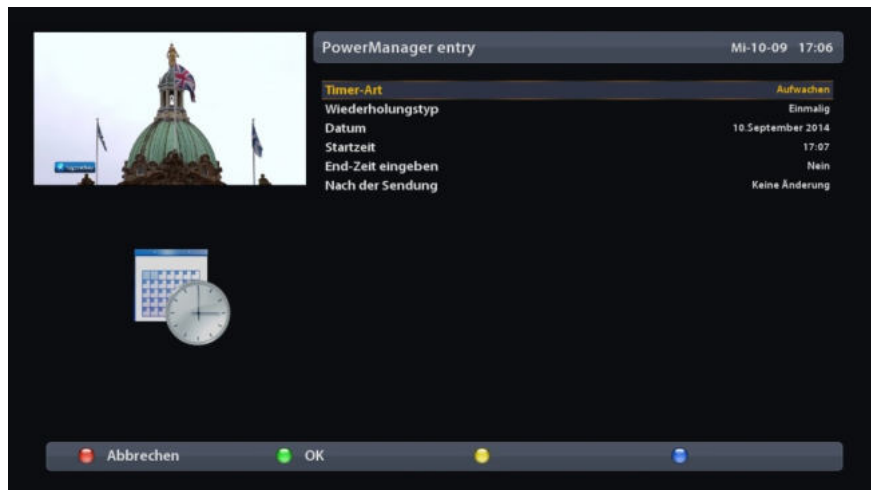 PowerManager entry Mi-10-09 17:06
Timer-Art Aufwachen
Wiederholungstyp Einmalig
Datum 10.September 2014
Startzeit 17:07
End-Zeit eingeben Nein
Nach der Sendung Keine Änderung
Abbrechen OK